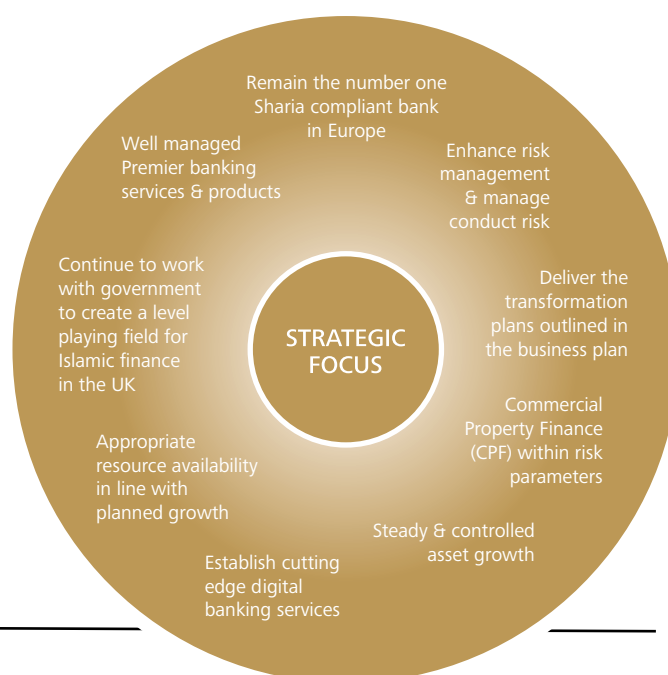 Remain the number one
Sharia compliant bank
in Europe
Enhance risk
management
& manage
conduct risk
Deliver the
transformation
plans outlined in
the business plan
Commercial
Property Finance
(CPF) within risk
parameters
Steady & controlled
asset growth
Establish cutting
edge digital
banking services
Appropriate
resource availability
in line with
planned growth
Continue to work
with government
to create a level
playing field for
Islamic finance
in the UK
Well managed
Premier banking
services & products
STRATEGIC
FOCUS